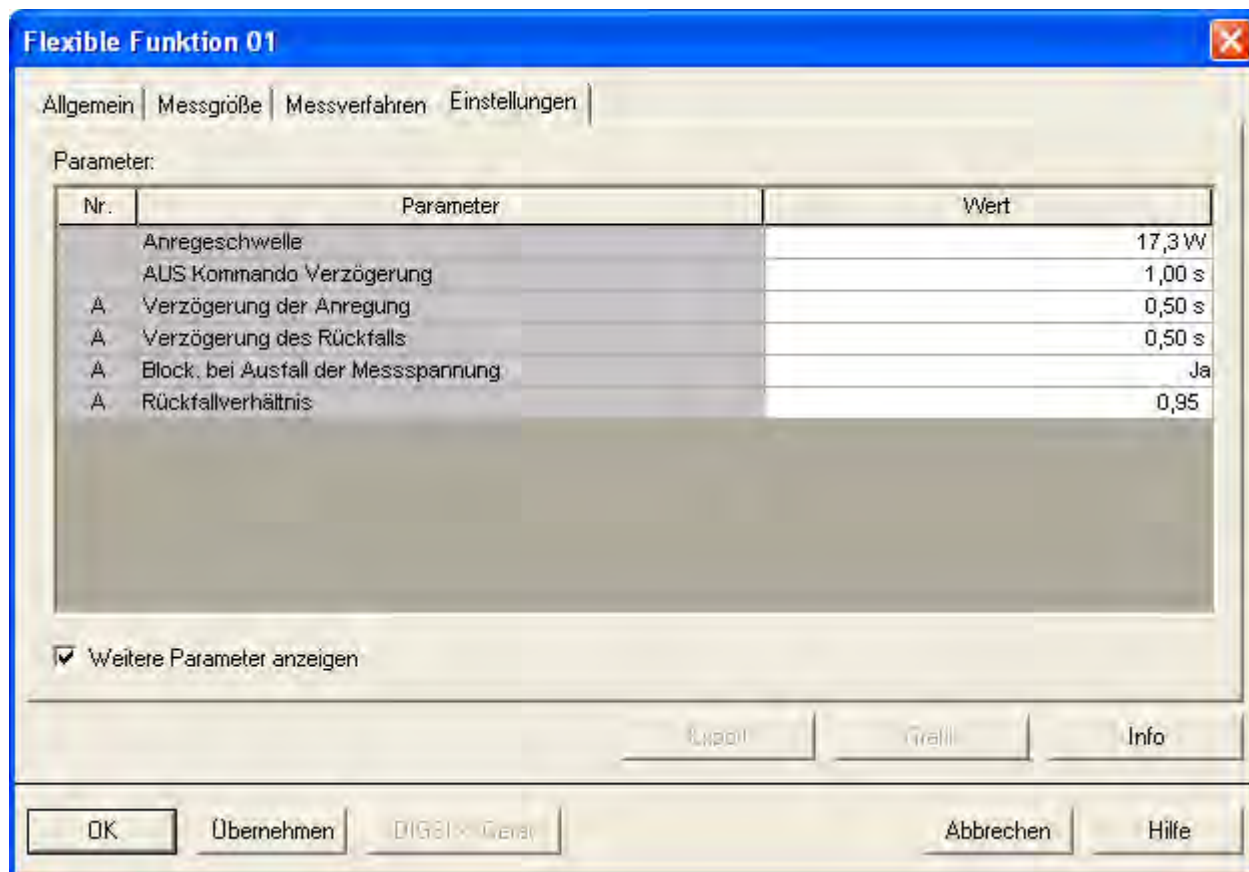 Flexible Funktion 01
Allgemein Messgröße Messverfahren Einstellungen
Parameter:
Nr. Parameter Wert
Anregeschwelle 17,3 W
AUS Kommando Verzögerung 1,00 s
A Verzögerung der Anregung 0,50 s
A Verzögerung des Rückfalls 0,50 s
A Block. bei Ausfall der Messspannung Ja
A Rückfallverhältnis 0,95
Weitere Parameter anzeigen
Info
OK Übernehmen Abbrechen Hilfe